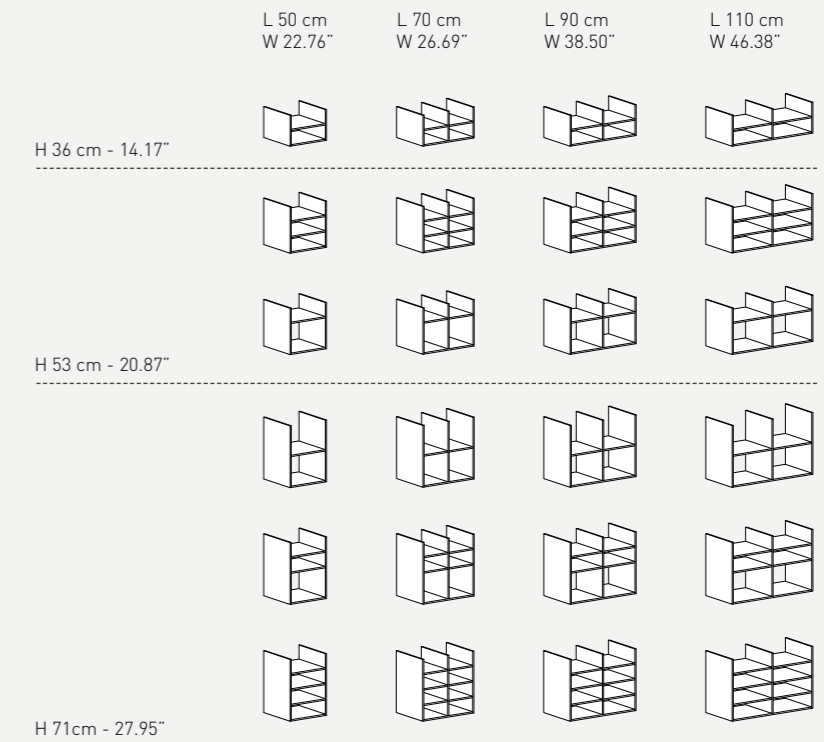 L 50 cm
W 22.76"
L 70 cm
W 26.69"
L 90 cm
W 38.50"
L 110 cm
W 46.38"
H 36 cm - 14.17"
H 53 cm - 20.87"
H 71cm - 27.95"